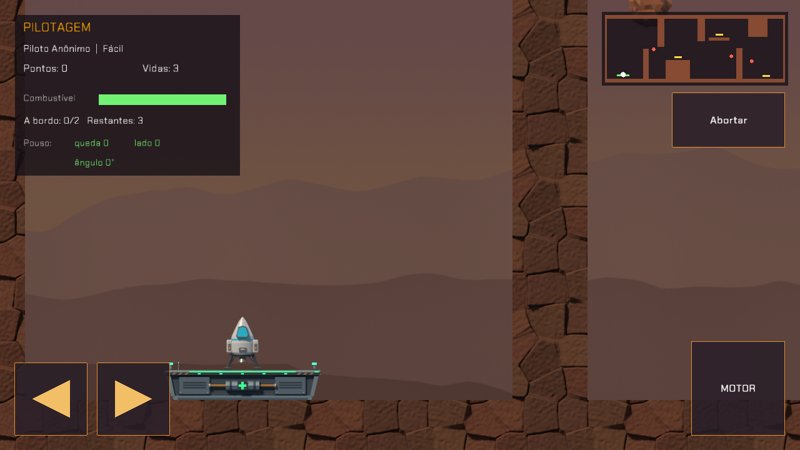 PILOTAGEM
Piloto Anônimo | Fácil
Pontos: 0 Vidas: 3
Combustível
A bordo: 0/2 Restantes: 3
Pouso: queda 0 lado 0
ângulo 0°
Abortar
MOTOR